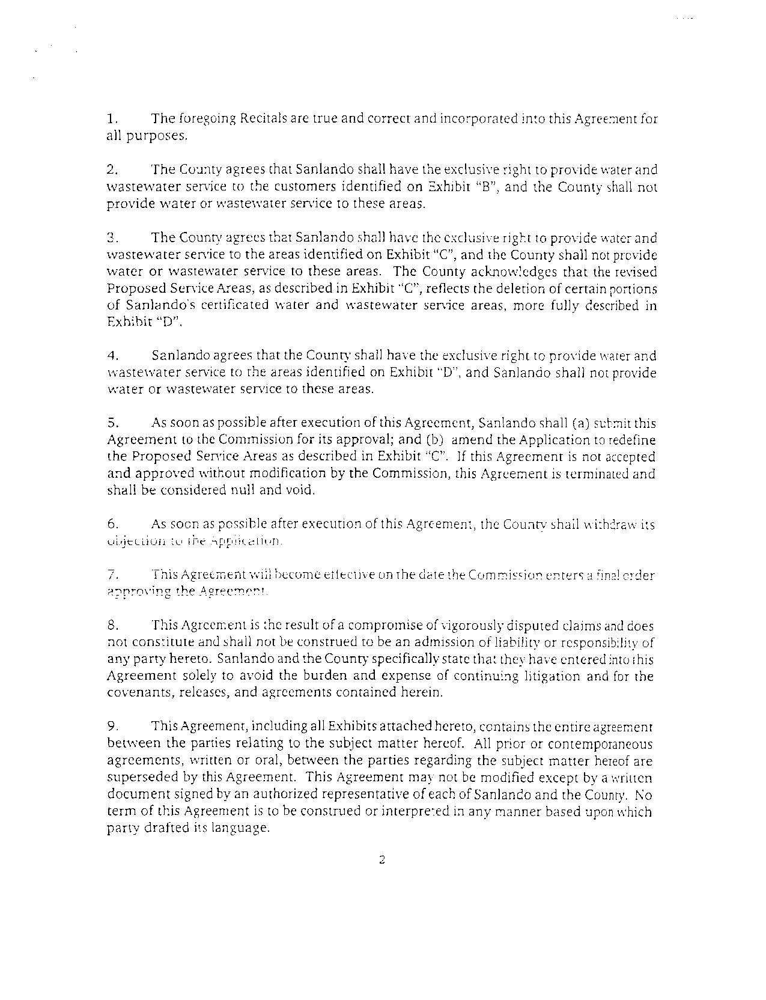 1. The foregoing Recitals are true and correct and incorporated into this Agreement for
all purposes.
2. The County agrees that Sanlando shall have the exclusive right to provide water and
wastewater service to the customers identified on Exhibit “B”, and the County shall not
provide water or wastewater service to these areas.
3. The County agrees that Sanlando shall have the exclusive right to provide water and
wastewater service to the areas identified on Exhibit “C”, and the County shall not provide
water or wastewater service to these areas. The County acknowledges that the revised
Proposed Service Areas, as described in Exhibit “C”, reflects the deletion of certain portions
of Sanlando's certificated water and wastewater service areas, more fully described in
Exhibit “D”.
4. Sanlando agrees that the County shall have the exclusive right to provide water and
wastewater service to the areas identified on Exhibit “D”, and Sanlando shall not provide
water or wastewater service to these areas.
5. As soon as possible after execution of this Agreement, Sanlando shall (a) submit this
Agreement to the Commission for its approval; and (b) amend the Application to redefine
the Proposed Service Areas as described in Exhibit “C”. If this Agreement is not accepted
and approved without modification by the Commission, this Agreement is terminated and
shall be considered null and void.
6. As soon as possible after execution of this Agreement, the County shall withdraw its
objection to the Application.
7. This Agreement will become effective on the date the Commission enters a final order
approving the Agreement.
8. This Agreement is the result of a compromise of vigorously disputed claims and does
not constitute and shall not be construed to be an admission of liability or responsibility of
any party hereto. Sanlando and the County specifically state that they have entered into this
Agreement solely to avoid the burden and expense of continuing litigation and for the
covenants, releases, and agreements contained herein.
9. This Agreement, including all Exhibits attached hereto, contains the entire agreement
between the parties relating to the subject matter hereof. All prior or contemporaneous
agreements, written or oral, between the parties regarding the subject matter hereof are
superseded by this Agreement. This Agreement may not be modified except by a written
document signed by an authorized representative of each of Sanlando and the County. No
term of this Agreement is to be construed or interpreted in any manner based upon which
party drafted its language.
2